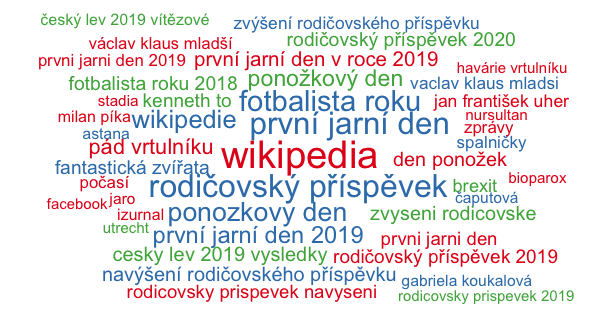 český lev 2019 vítězové
zvýšení rodičovského příspěvku
václav klaus mladší
rodičovský příspěvek 2020
prvni jarni den 2019
první jarní den v roce 2019
havárie vrtulníku
fotbalista roku 2018
ponožkový den
vaclav klaus mladsi
stadia
kenneth to
fotbalista roku
jan františek uher
milan píka
wikipedie
první jarní den
nursultan
zprávy
astana
pád vrtulníku
wikipedia
spalničky
den ponožek
fantastická zvířata
bioparox
počasí
rodičovský příspěvek
brexit
čaputová
facebook
jaro
izurnal
ponozkovy den
zvyseni rodicovske
utrecht
první jarní den 2019
prvni jarni den
cesky lev 2019 vysledky
rodičovský příspěvek 2019
navýšení rodičovského příspěvku
gabriela koukalová
rodicovsky prispevek navyseni
rodicovsky prispevek 2019